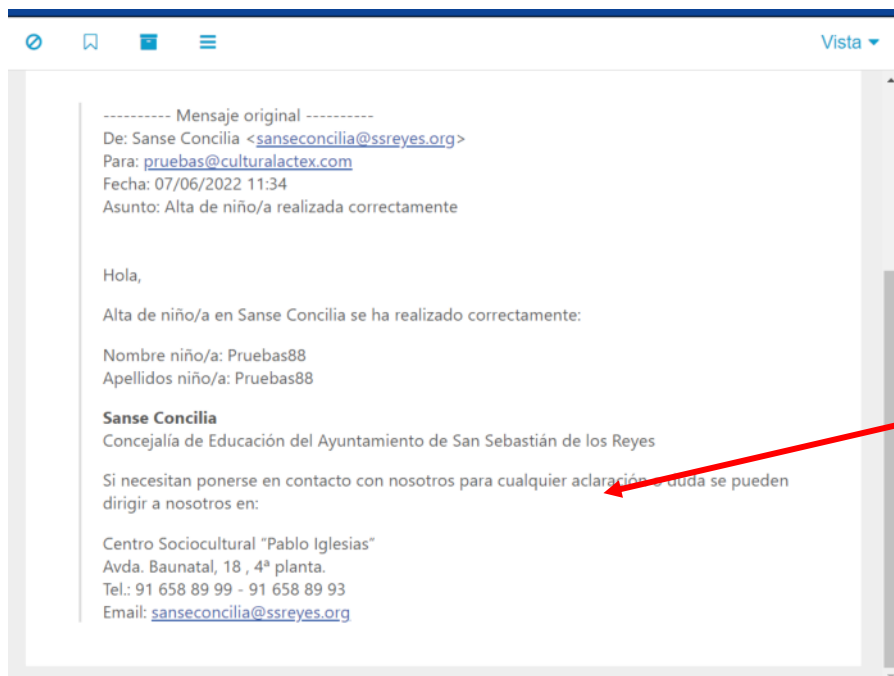 Vista
---------- Mensaje original ----------
De: Sanse Concilia <sanseconcilia@ssreyes.org>
Para: pruebas@culturalactex.com
Fecha: 07/06/2022 11:34
Asunto: Alta de niño/a realizada correctamente
Hola,
Alta de niño/a en Sanse Concilia se ha realizado correctamente:
Nombre niño/a: Pruebas88
Apellidos niño/a: Pruebas88
Sanse Concilia
Concejalía de Educación del Ayuntamiento de San Sebastián de los Reyes
Si necesitan ponerse en contacto con nosotros para cualquier aclaración o duda se pueden
dirigir a nosotros en:
Centro Sociocultural "Pablo Iglesias"
Avda. Baunatal, 18 , 4ª planta.
Tel.: 91 658 89 99 - 91 658 89 93
Email: sanseconcilia@ssreyes.org